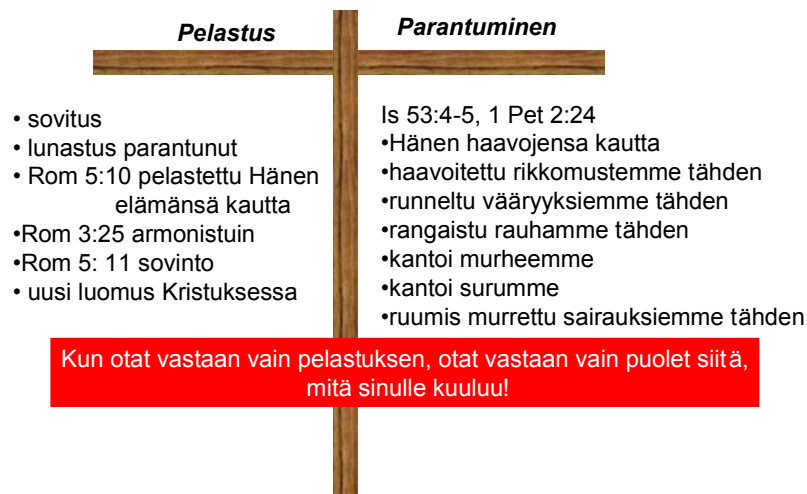 Pelastus
• sovitus
• lunastus parantunut
• Rom 5:10 pelastettu Hänen
elämänsä kautta
•Rom 3:25 armonistuin
•Rom 5: 11 sovinto
• uusi luomus Kristuksessa
Parantuminen
Is 53:4-5, 1 Pet 2:24
•Hänen haavojensa kautta
•haavoitettu rikkomustemme tähden
•runneltu vääryyksiemme tähden
•rangaistu rauhamme tähden
•kantoi murheemme
•kantoi surumme
•ruumis murrettu sairauksiemme tähden
Kun otat vastaan vain pelastuksen, otat vastaan vain puolet siitä,
mitä sinulle kuuluu!